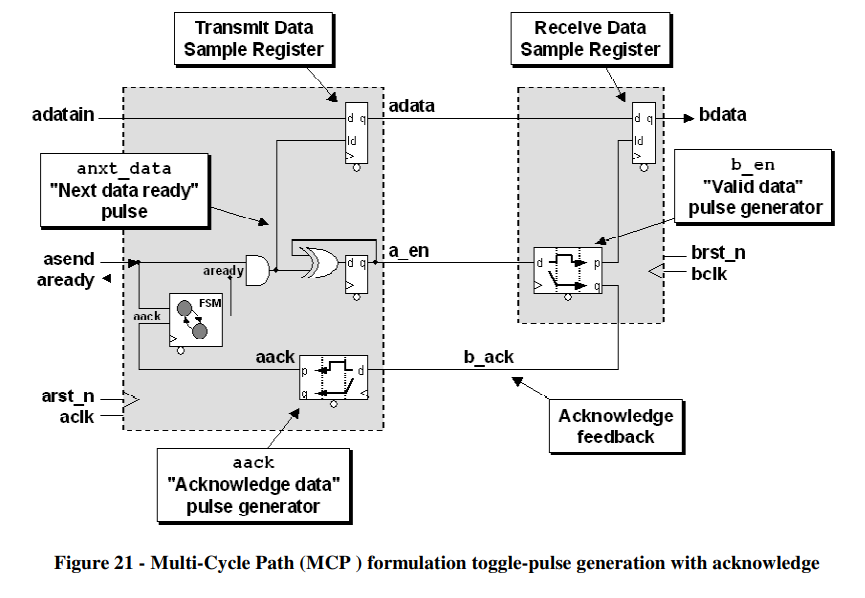 Transmit Data
Sample Register
Receive Data
Sample Register
adatain
d q
ld
adata
d q
ld
bdata
anxt_data
"Next data ready"
pulse
b_en
"Valid data"
pulse generator
asend
aready
aready
d q
a_en
d
p
q
brst_n
bclk
FSM
aack
aack
p
d
q
b_ack
arst_n
aclk
Acknowledge
feedback
aack
"Acknowledge data"
pulse generator
Figure 21 - Multi-Cycle Path (MCP ) formulation toggle-pulse generation with acknowledge